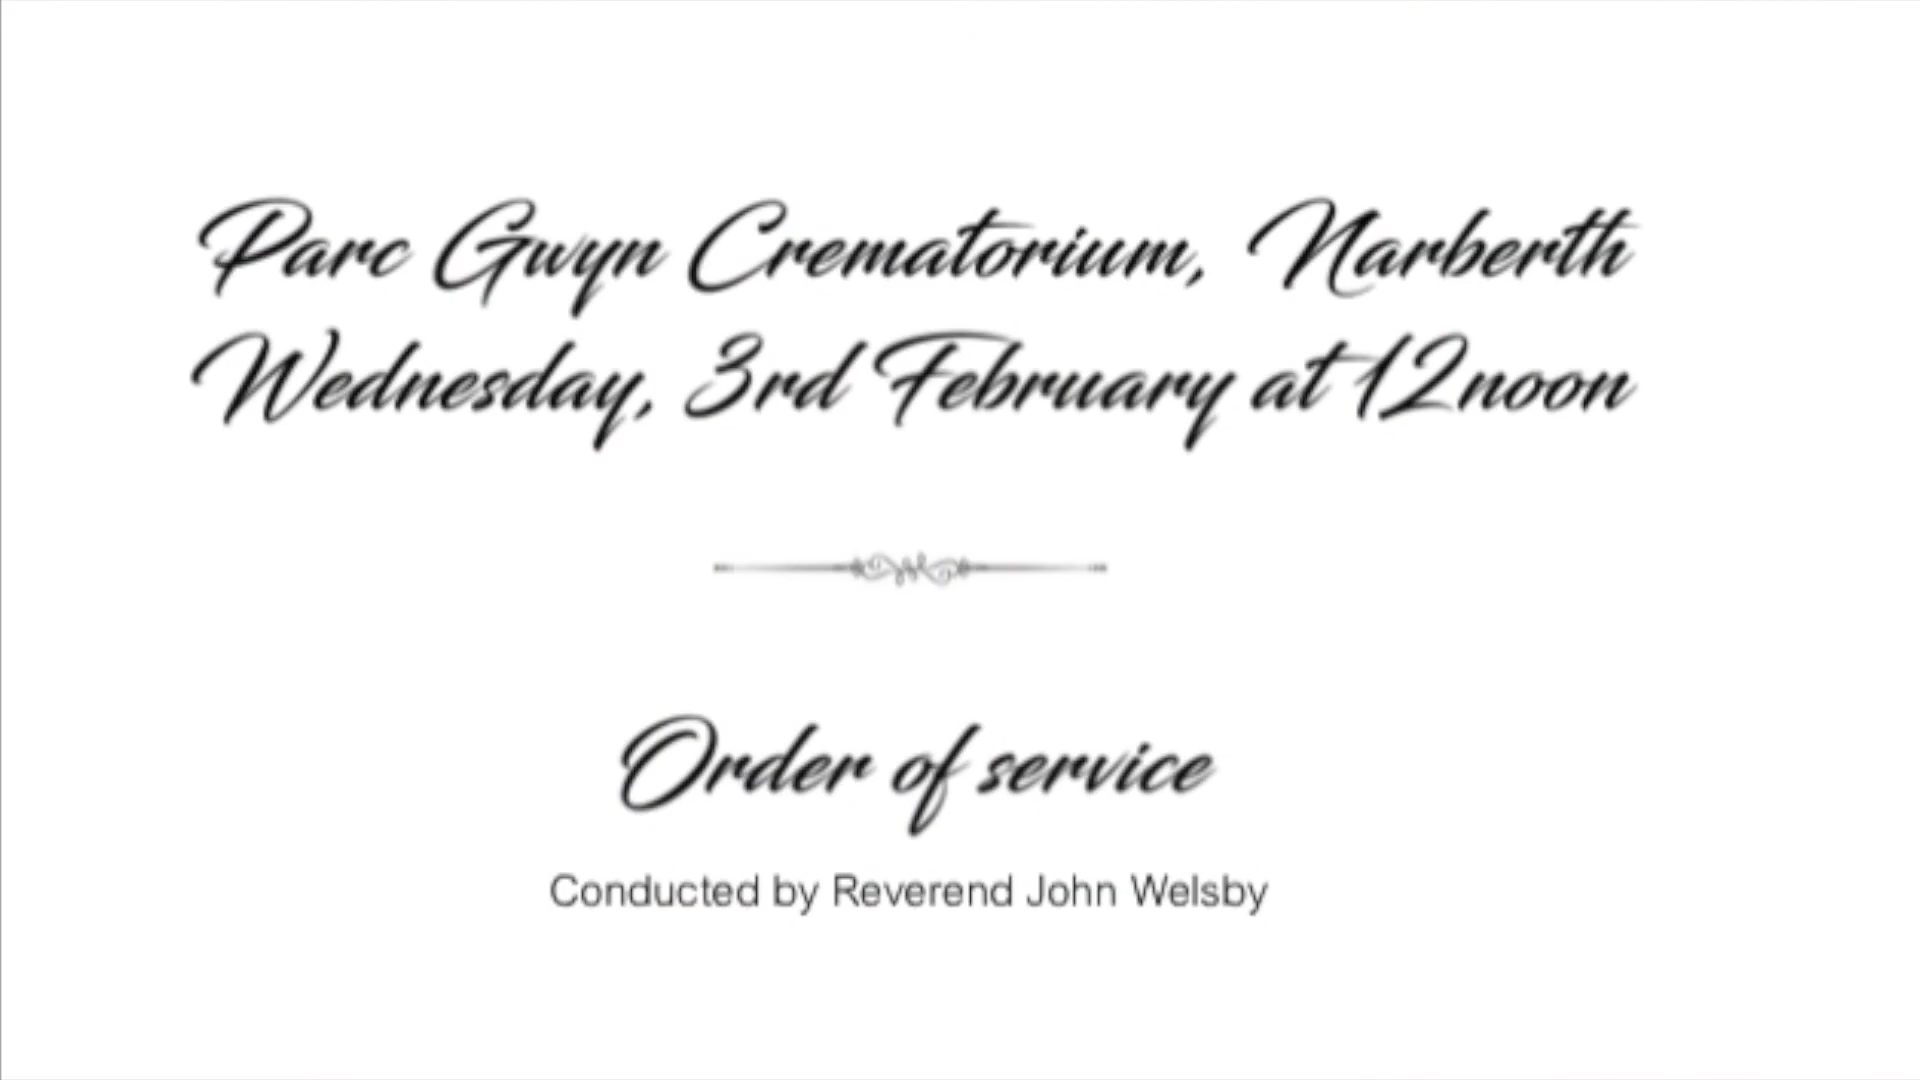 Parc Gwyn Crematorium, Narberth
Wednesday, 3rd February at 12noon
Order of service
Conducted by Reverend John Welsby